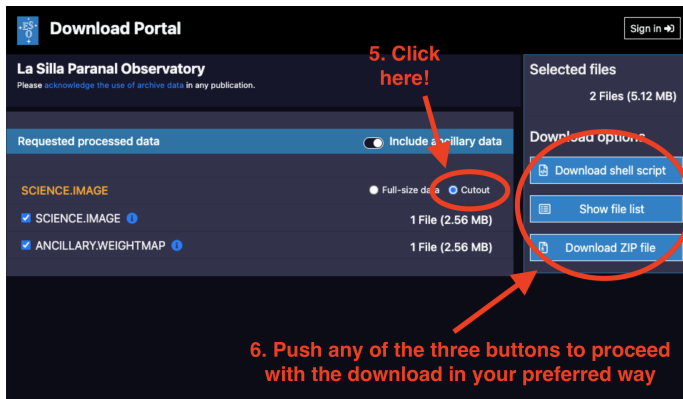 ESO
Download Portal
Sign in
5. Click
here!
La Silla Paranal Observatory
Please acknowledge the use of archive data in any publication.
Selected files
2 Files (5.12 MB)
Requested processed data
Include ancillary data
Download options
Download shell script
SCIENCE.IMAGE
Full-size data
Cutout
SCIENCE.IMAGE
1 File (2.56 MB)
Show file list
ANCILLARY.WEIGHTMAP
1 File (2.56 MB)
Download ZIP file
6. Push any of the three buttons to proceed
with the download in your preferred way